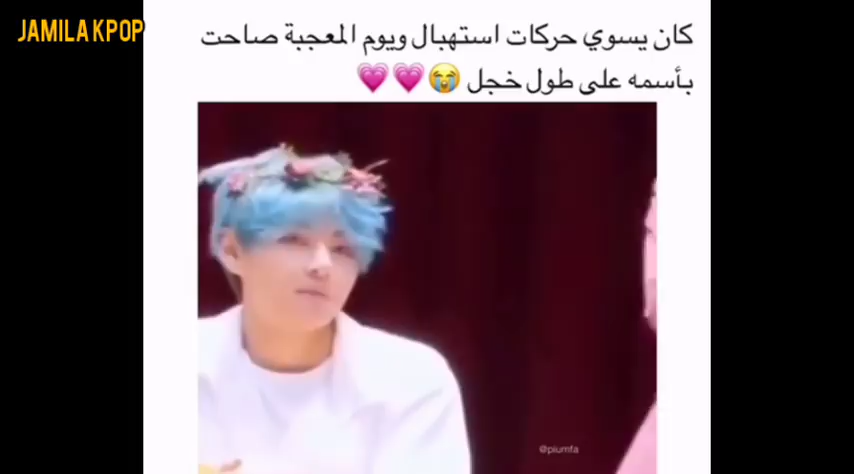 JAMILA KPOP
كان يسوي حركات استهبال ويوم المعجبة صاحت
بأسمه على طول خجل 😭💗💗
@piumfa